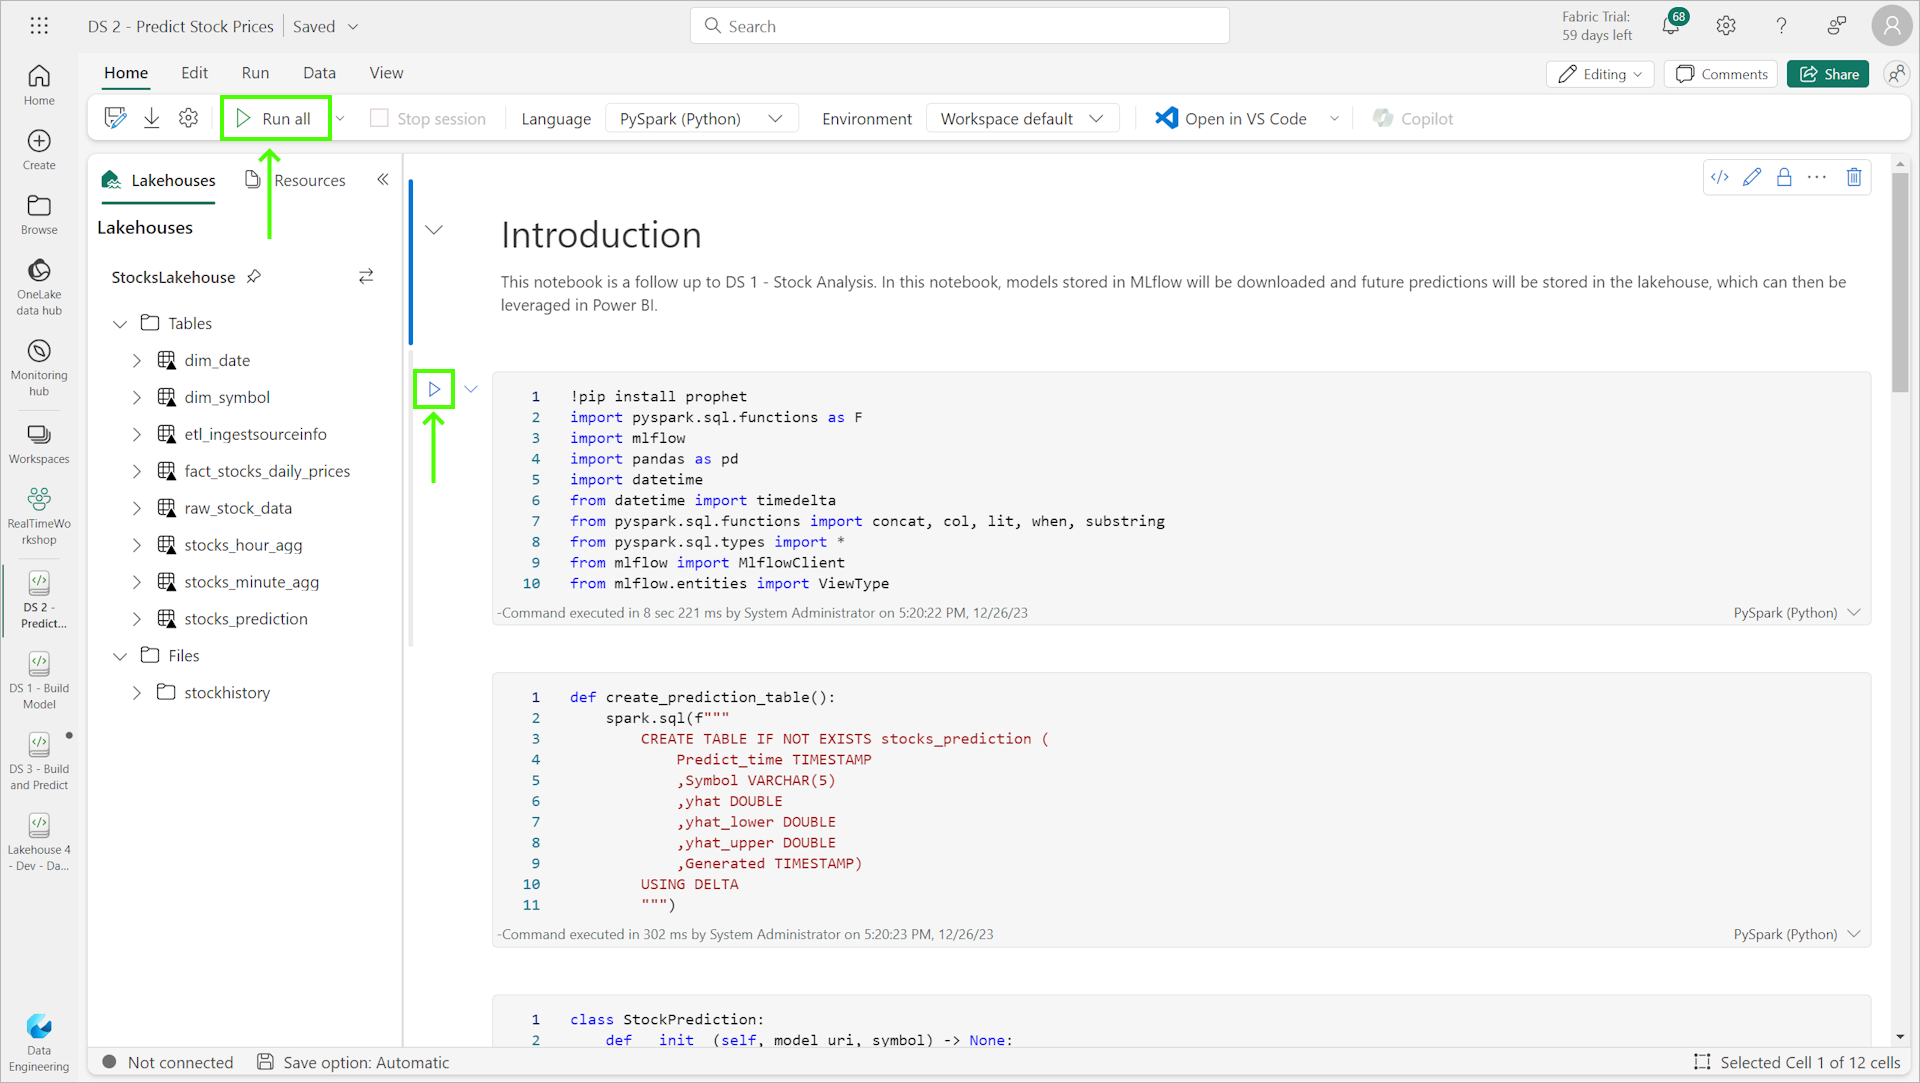 DS 2 - Predict Stock Prices
Saved
Search
Fabric Trial:
59 days left
68
Home
Edit
Run
Data
View
Editing
Comments
Share
Run all
Stop session
Language
PySpark (Python)
Environment
Workspace default
Open in VS Code
Copilot
Home
Create
Browse
OneLake
data hub
Monitoring
hub
Workspaces
RealTimeWo
rkshop
DS 2 -
Predict...
DS 1 - Build
Model
DS 3 - Build
and Predict
Lakehouse 4
- Dev - Da...
Data
Engineering
Lakehouses
Resources
Lakehouses
StocksLakehouse
Tables
dim_date
dim_symbol
etl_ingestsourceinfo
fact_stocks_daily_prices
raw_stock_data
stocks_hour_agg
stocks_minute_agg
stocks_prediction
Files
stockhistory
Introduction
This notebook is a follow up to DS 1 - Stock Analysis. In this notebook, models stored in MLflow will be downloaded and future predictions will be stored in the lakehouse, which can then be
leveraged in Power BI.
1 !pip install prophet
2 import pyspark.sql.functions as F
3 import mlflow
4 import pandas as pd
5 import datetime
6 from datetime import timedelta
7 from pyspark.sql.functions import concat, col, lit, when, substring
8 from pyspark.sql.types import *
9 from mlflow import MlflowClient
10 from mlflow.entities import ViewType
-Command executed in 8 sec 221 ms by System Administrator on 5:20:22 PM, 12/26/23
PySpark (Python)
1 def create_prediction_table():
2 spark.sql(f"""
3 CREATE TABLE IF NOT EXISTS stocks_prediction (
4 Predict_time TIMESTAMP
5 ,Symbol VARCHAR(5)
6 ,yhat DOUBLE
7 ,yhat_lower DOUBLE
8 ,yhat_upper DOUBLE
9 ,Generated TIMESTAMP)
10 USING DELTA
11 """)
-Command executed in 302 ms by System Administrator on 5:20:23 PM, 12/26/23
PySpark (Python)
1 class StockPrediction:
2 def __init__(self, model_uri, symbol) -> None:
Not connected
Save option: Automatic
Selected Cell 1 of 12 cells